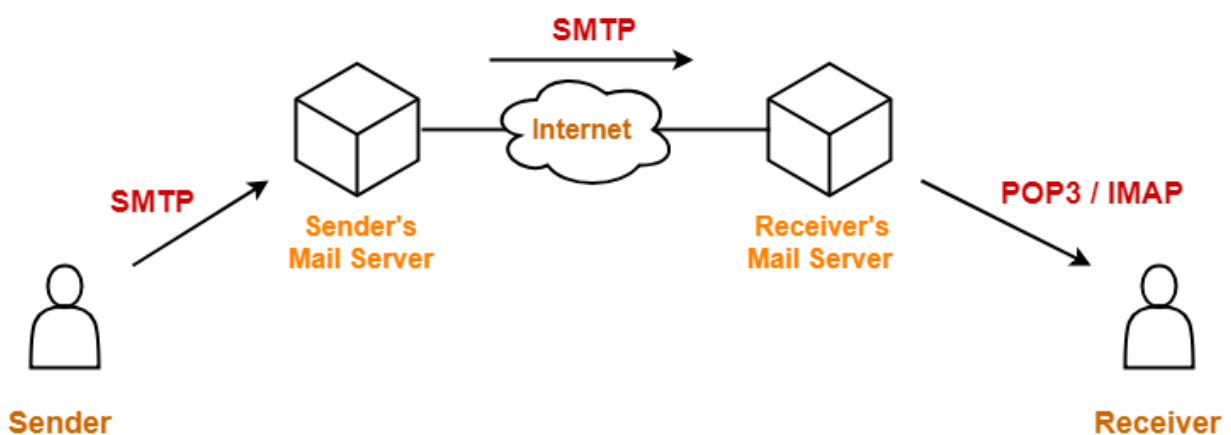 SMTP
Internet
SMTP
POP3 / IMAP
Sender's
Mail Server
Receiver's
Mail Server
Sender
Receiver